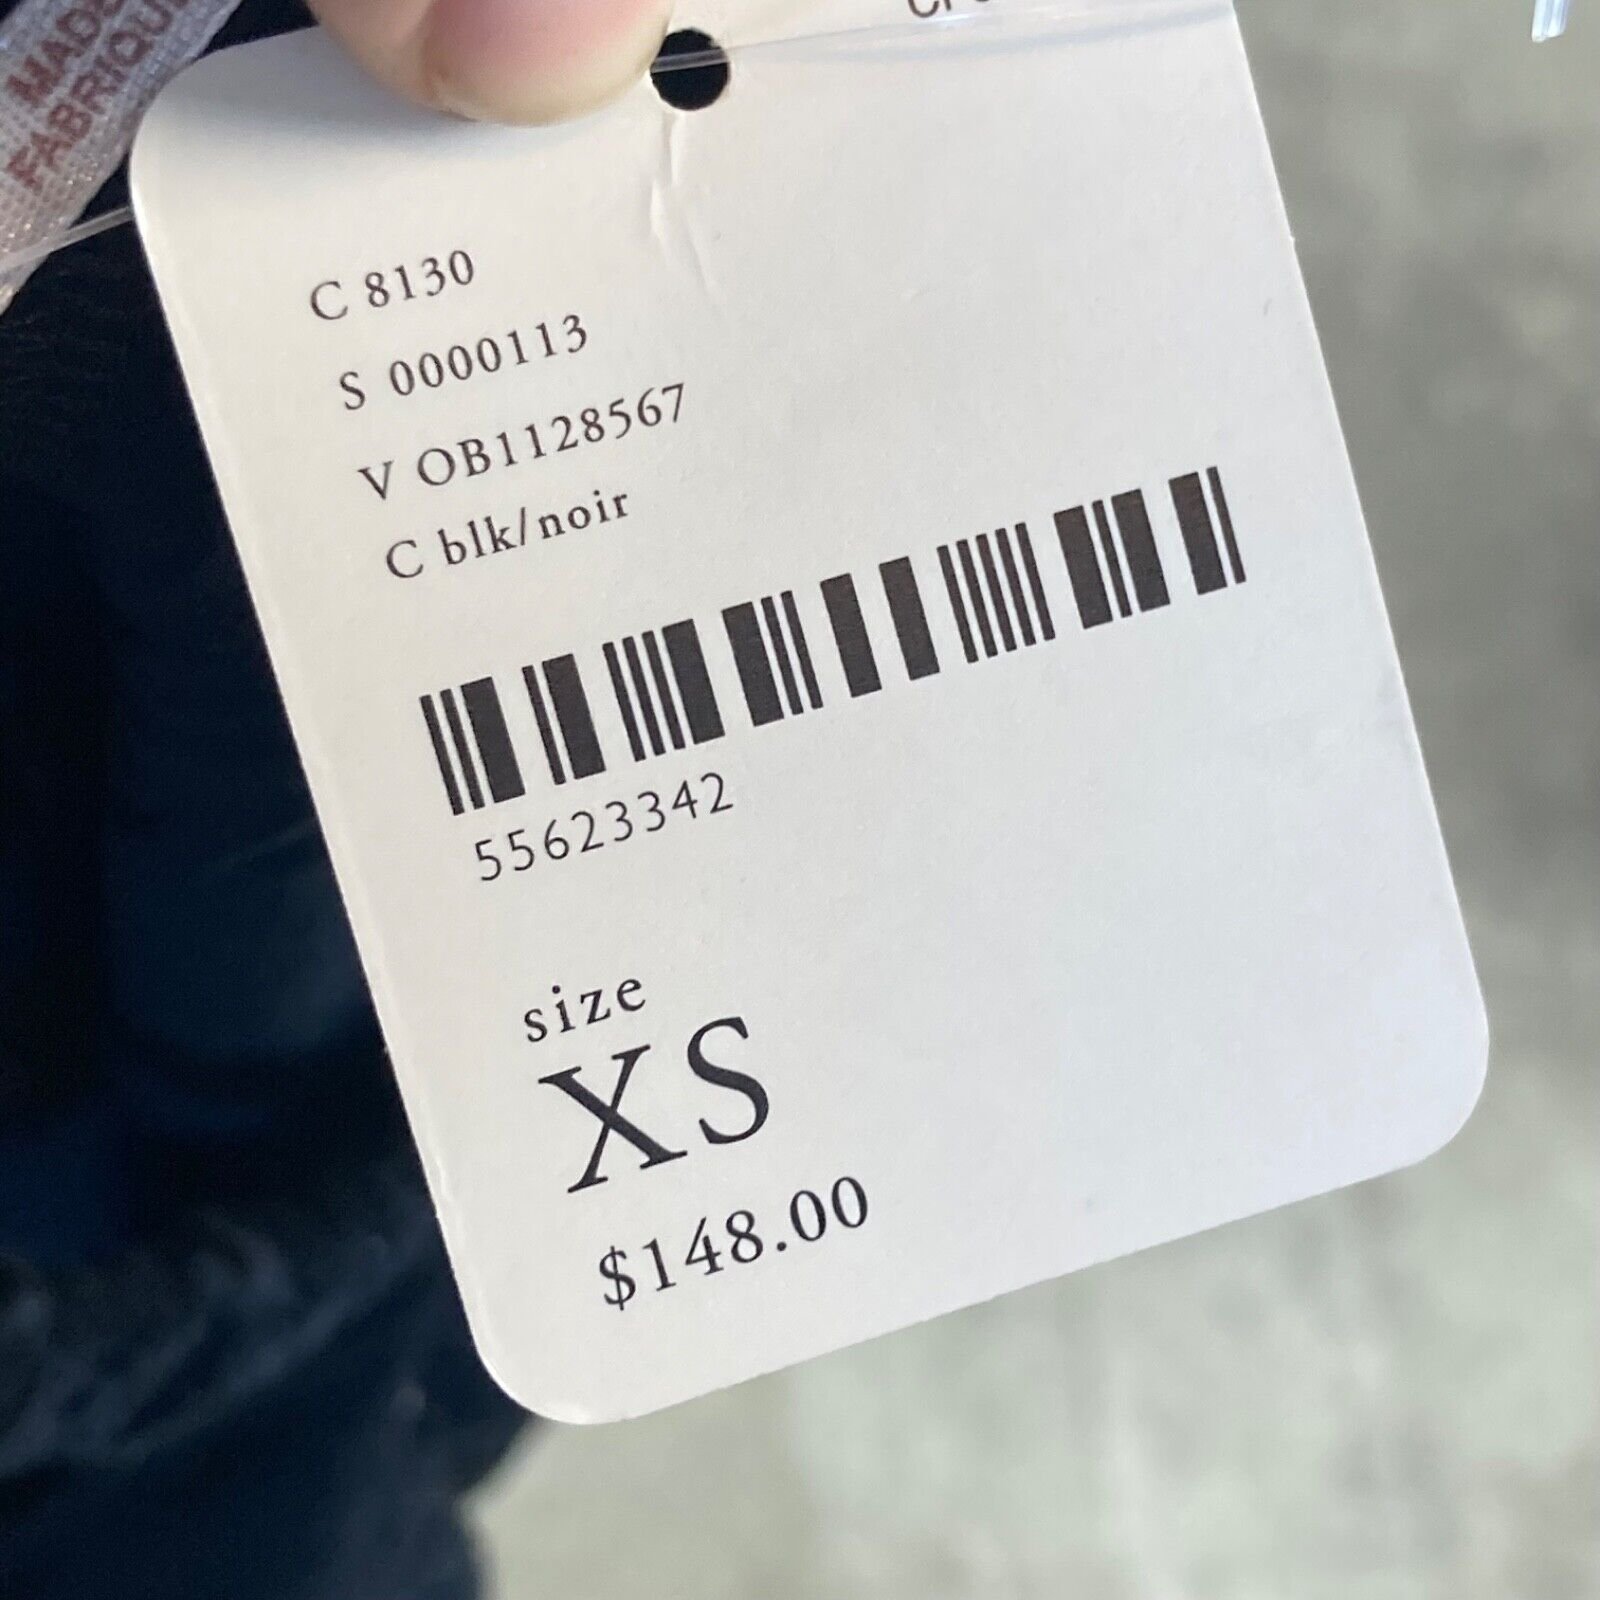 MADE
FABRIQU
C 8130
S 0000113
V OB1128567
C blk/noir
55623342
size
XS
$148.00